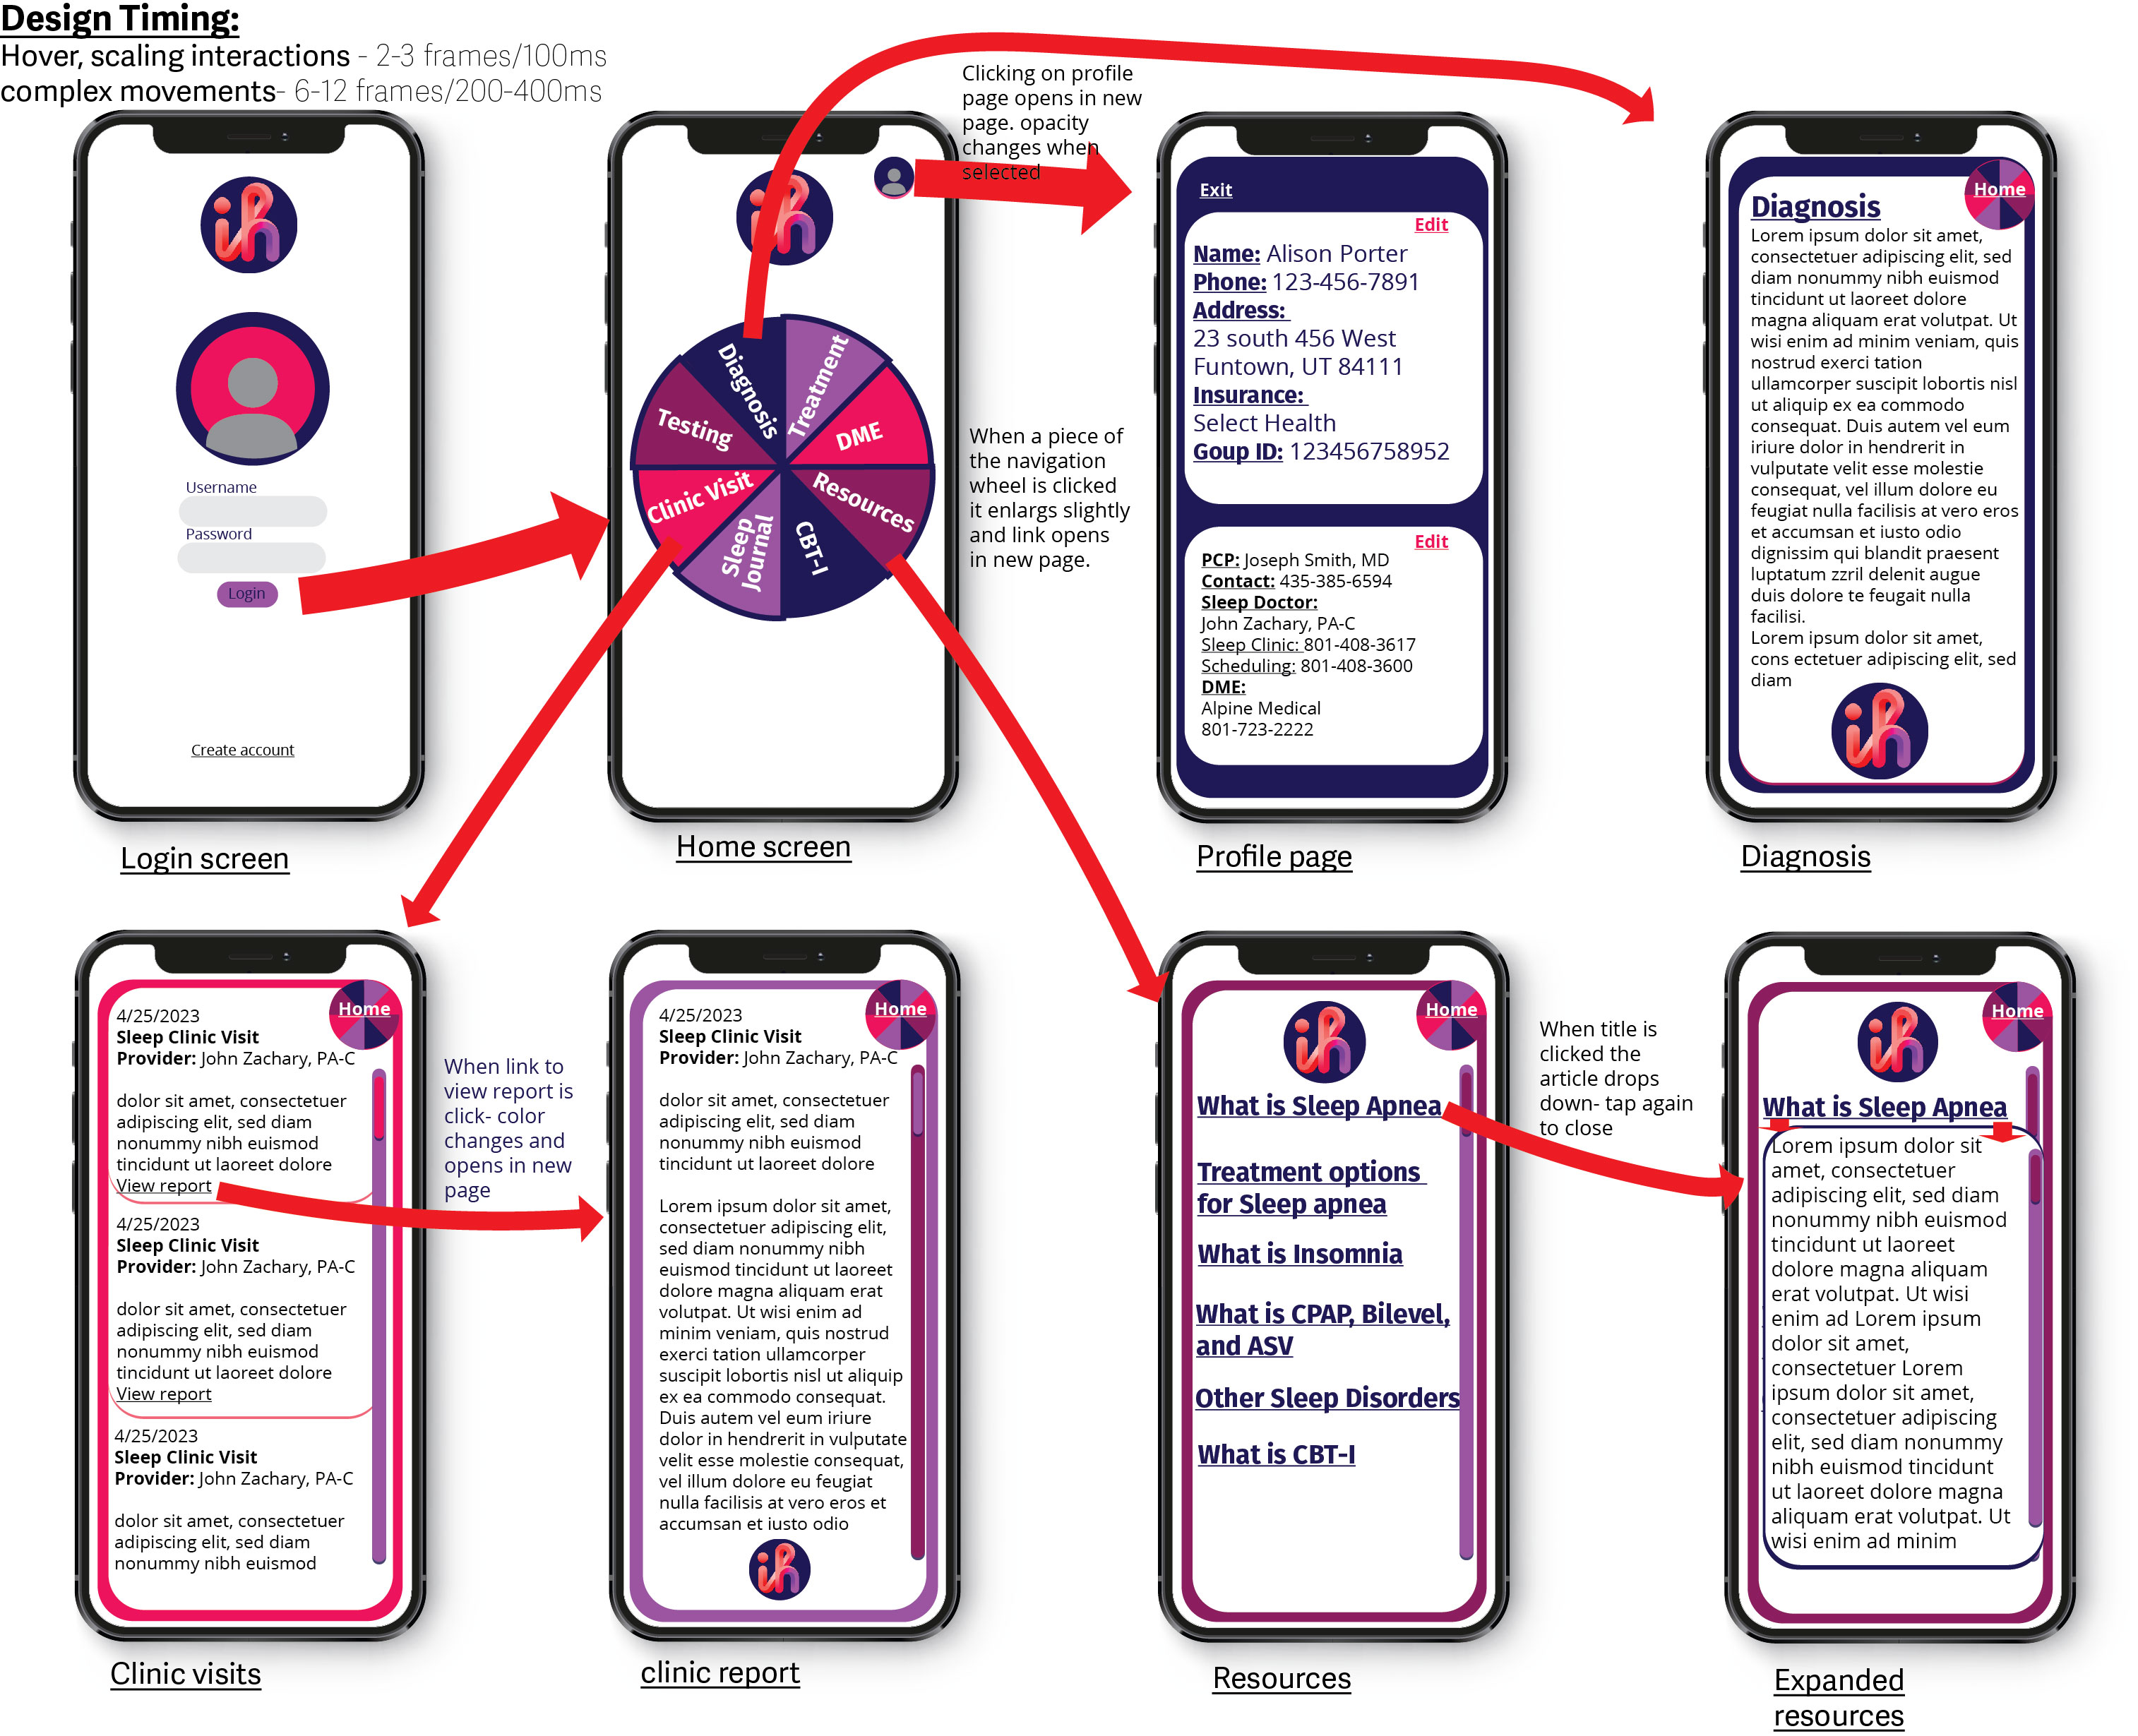 Design Timing:
Hover, scaling interactions - 2-3 frames/100ms
complex movements- 6-12 frames/200-400ms
ih
Username
Password
Login
Create account
Login screen
ih
Diagnosis
Treatment
DME
Resources
CBT-I
Sleep
Journal
Clinic Visit
Testing
Home screen
Clicking on profile
page opens in new
page. opacity
changes when
selected
When a piece of
the navigation
wheel is clicked
it enlargs slightly
and link opens
in new page.
Exit
Edit
Name: Alison Porter
Phone: 123-456-7891
Address:
23 south 456 West
Funtown, UT 84111
Insurance:
Select Health
Goup ID: 123456758952
Edit
PCP: Joseph Smith, MD
Contact: 435-385-6594
Sleep Doctor:
John Zachary, PA-C
Sleep Clinic: 801-408-3617
Scheduling: 801-408-3600
DME:
Alpine Medical
801-723-2222
Profile page
Home
Diagnosis
Lorem ipsum dolor sit amet,
consectetuer adipiscing elit, sed
diam nonummy nibh euismod
tincidunt ut laoreet dolore
magna aliquam erat volutpat. Ut
wisi enim ad minim veniam, quis
nostrud exerci tation
ullamcorper suscipit lobortis nisl
ut aliquip ex ea commodo
consequat. Duis autem vel eum
iriure dolor in hendrerit in
vulputate velit esse molestie
consequat, vel illum dolore eu
feugiat nulla facilisis at vero eros
et accumsan et iusto odio
dignissim qui blandit praesent
luptatum zzril delenit augue
duis dolore te feugait nulla
facilisi.
Lorem ipsum dolor sit amet,
cons ectetuer adipiscing elit, sed
diam
ih
Diagnosis
Home
4/25/2023
Sleep Clinic Visit
Provider: John Zachary, PA-C
dolor sit amet, consectetuer
adipiscing elit, sed diam
nonummy nibh euismod
tincidunt ut laoreet dolore
View report
4/25/2023
Sleep Clinic Visit
Provider: John Zachary, PA-C
dolor sit amet, consectetuer
adipiscing elit, sed diam
nonummy nibh euismod
tincidunt ut laoreet dolore
View report
4/25/2023
Sleep Clinic Visit
Provider: John Zachary, PA-C
dolor sit amet, consectetuer
adipiscing elit, sed diam
nonummy nibh euismod
Clinic visits
When link to
view report is
click- color
changes and
opens in new
page
Home
4/25/2023
Sleep Clinic Visit
Provider: John Zachary, PA-C
dolor sit amet, consectetuer
adipiscing elit, sed diam
nonummy nibh euismod
tincidunt ut laoreet dolore
Lorem ipsum dolor sit amet,
consectetuer adipiscing elit,
sed diam nonummy nibh
euismod tincidunt ut laoreet
dolore magna aliquam erat
volutpat. Ut wisi enim ad
minim veniam, quis nostrud
exerci tation ullamcorper
suscipit lobortis nisl ut aliquip
ex ea commodo consequat.
Duis autem vel eum iriure
dolor in hendrerit in vulputate
velit esse molestie consequat,
vel illum dolore eu feugiat
nulla facilisis at vero eros et
accumsan et iusto odio
ih
clinic report
ih
Home
What is Sleep Apnea
Treatment options
for Sleep apnea
What is Insomnia
What is CPAP, Bilevel,
and ASV
Other Sleep Disorders
What is CBT-I
Resources
When title is
clicked the
article drops
down- tap again
to close
ih
Home
What is Sleep Apnea
Lorem ipsum dolor sit
amet, consectetuer
adipiscing elit, sed diam
nonummy nibh euismod
tincidunt ut laoreet
dolore magna aliquam
erat volutpat. Ut wisi
enim ad Lorem ipsum
dolor sit amet,
consectetuer Lorem
ipsum dolor sit amet,
consectetuer adipiscing
elit, sed diam nonummy
nibh euismod tincidunt
ut laoreet dolore magna
aliquam erat volutpat. Ut
wisi enim ad minim
Expanded
resources